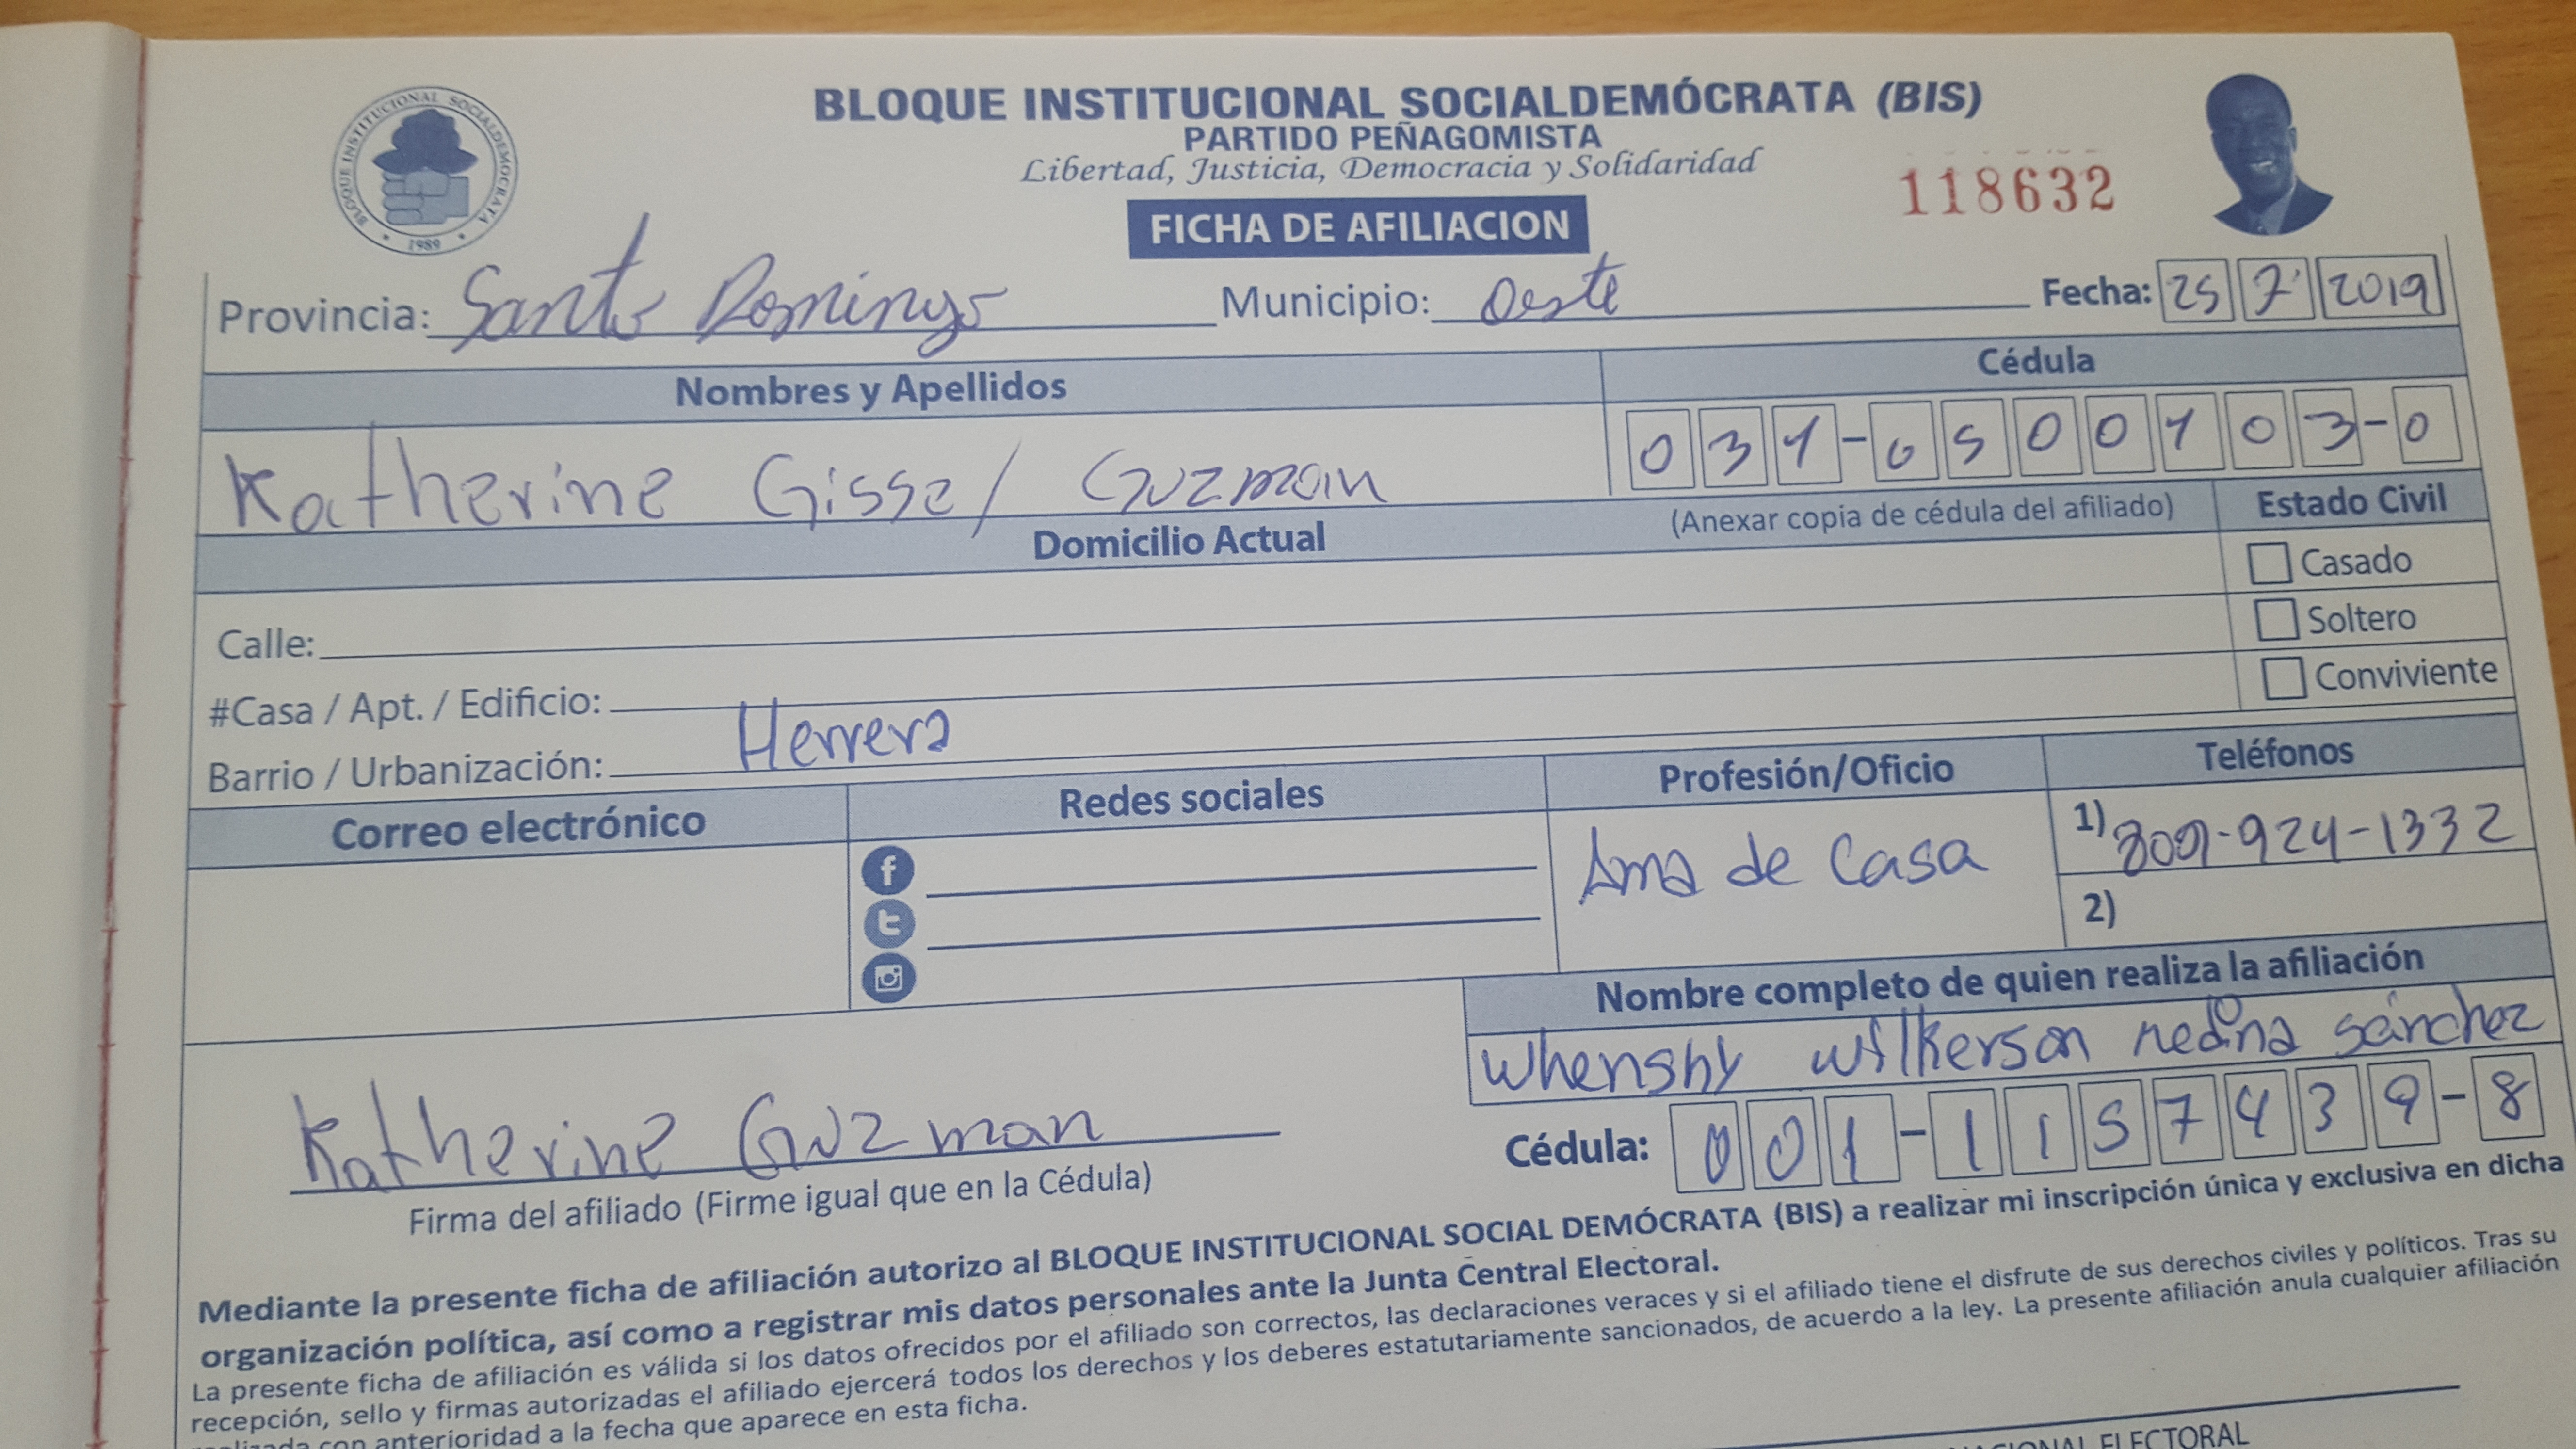 BLOQUE INSTITUCIONAL SOCIALDEMOCRATA
1989
BLOQUE INSTITUCIONAL SOCIALDEMÓCRATA (BIS)
PARTIDO PEÑAGOMISTA
Libertad, Justicia, Democracia y Solidaridad
118632
FICHA DE AFILIACION
Provincia: Santo Domingo Municipio: Oeste Fecha: 25 7 2019
Nombres y Apellidos Cédula
Katherine Gissel Guzman 031-0500103-0
Domicilio Actual (Anexar copia de cédula del afiliado) Estado Civil
Casado
Calle: Soltero
#Casa / Apt. / Edificio: Conviviente
Barrio / Urbanización: Herrera
Correo electrónico Redes sociales Profesión/Oficio Teléfonos
Ama de Casa 1) 809-924-1332
2)
Nombre completo de quien realiza la afiliación
Whenshy Wilkerson medina sánchez
Katherine Guzman
Cédula: 001-1157439-8
Firma del afiliado (Firme igual que en la Cédula)
Mediante la presente ficha de afiliación autorizo al BLOQUE INSTITUCIONAL SOCIAL DEMÓCRATA (BIS) a realizar mi inscripción única y exclusiva en dicha
organización política, así como a registrar mis datos personales ante la Junta Central Electoral.
La presente ficha de afiliación es válida si los datos ofrecidos por el afiliado son correctos, las declaraciones veraces y si el afiliado tiene el disfrute de sus derechos civiles y políticos. Tras su
recepción, sello y firmas autorizadas el afiliado ejercerá todos los derechos y los deberes estatutariamente sancionados, de acuerdo a la ley. La presente afiliación anula cualquier afiliación
con anterioridad a la fecha que aparece en esta ficha.
ELECTORAL